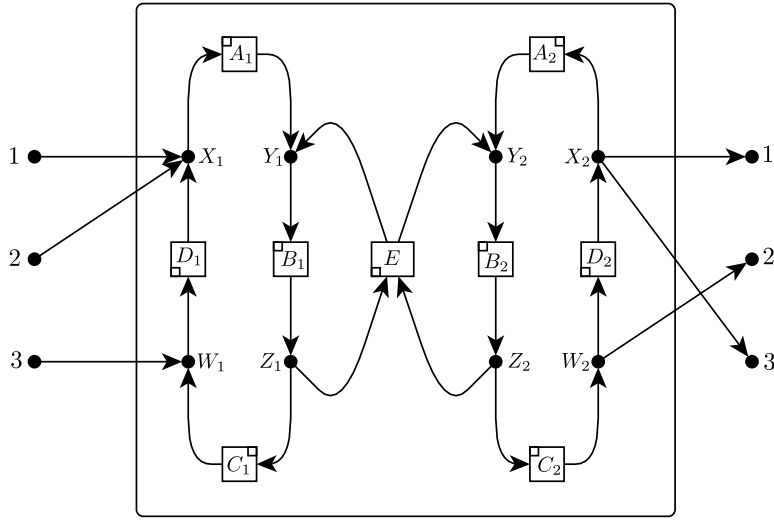 A₁ A₂
1 X₁ Y₁ Y₂ X₂ 1
2 D₁ B₁ E B₂ D₂ 2
3 W₁ Z₁ Z₂ W₂ 3
C₁ C₂